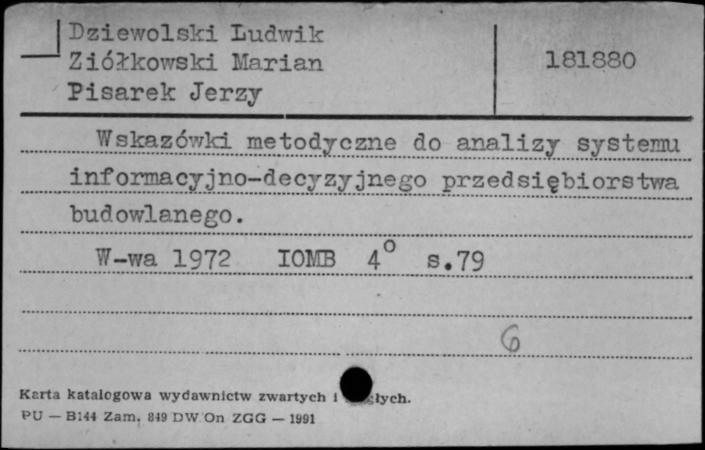 Dziewolski Ludwik
Ziółkowski Marian
181880
Pisarek Jerzy
Wskazówki metodyczne do analizy systemu
informacyjno-decyzyjnego przedsiębiorstwa
budowlanego.
W-wa 1972 IOMB 4° s.79
6
Karta katalogowa wydawnictw zwartych i
PU — B144 Zam. 849 DW On ZGG — 1991